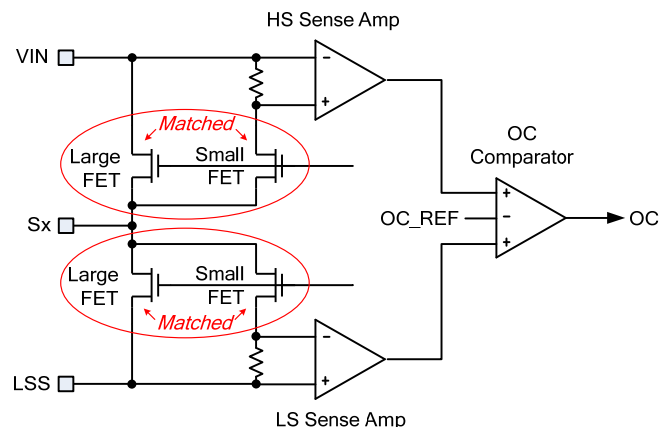 HS Sense Amp
VIN
Matched
Large
FET
Small
FET
OC
Comparator
Sx
OC_REF
OC
Large
FET
Small
FET
Matched
LSS
LS Sense Amp